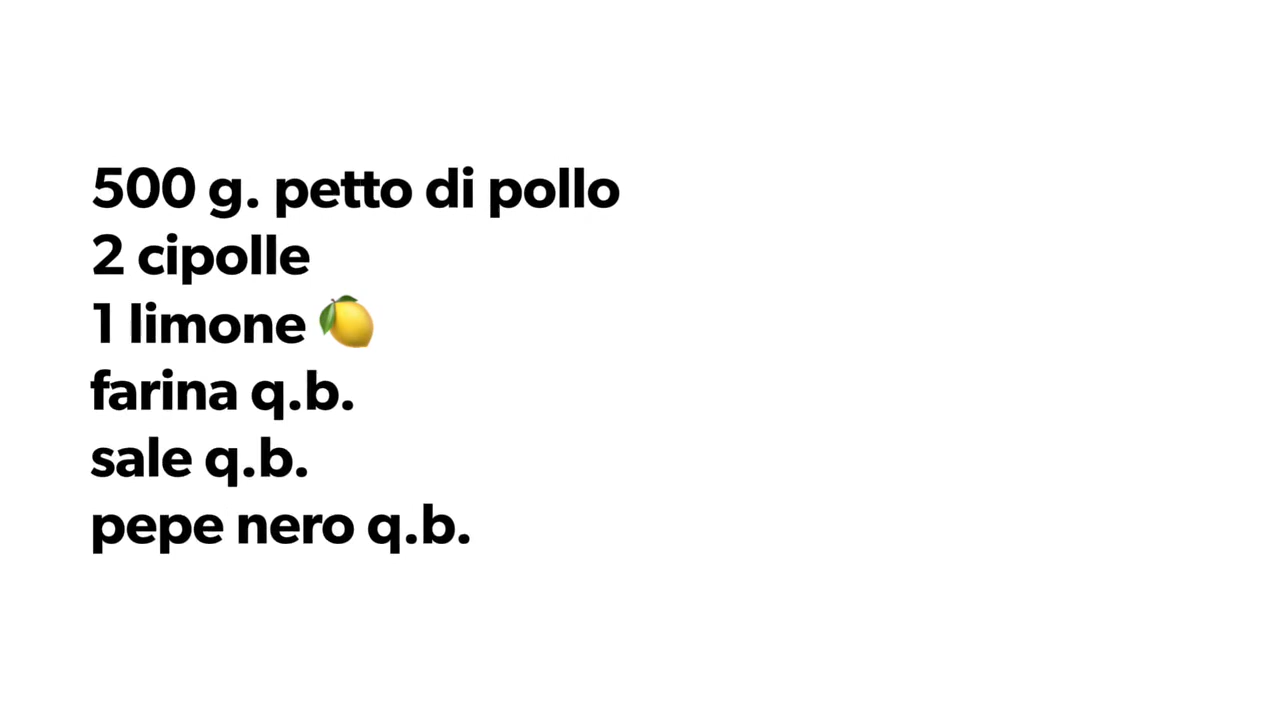 500 g. petto di pollo
2 cipolle
1 limone 🍋
farina q.b.
sale q.b.
pepe nero q.b.